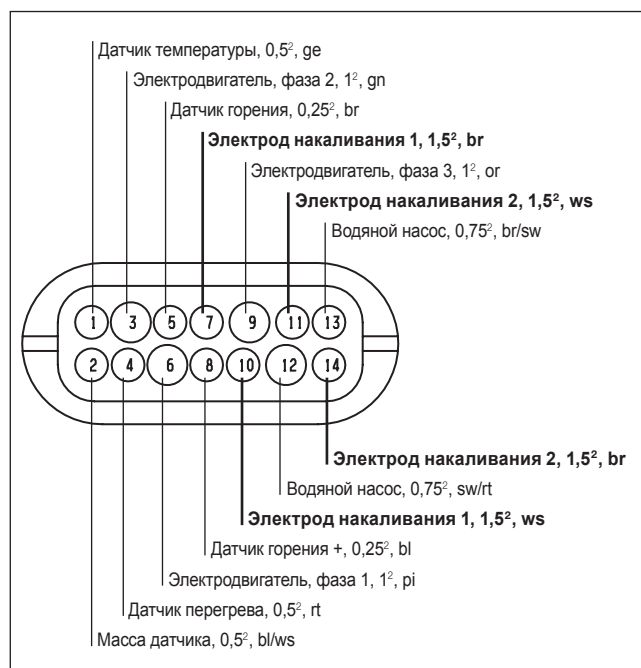 Датчик температуры, 0,5², ge
Электродвигатель, фаза 2, 1², gn
Датчик горения, 0,25², br
Электрод накаливания 1, 1,5², br
Электродвигатель, фаза 3, 1², or
Электрод накаливания 2, 1,5², ws
Водяной насос, 0,75², br/sw
1 3 5 7 9 11 13
2 4 6 8 10 12 14
Электрод накаливания 2, 1,5², br
Водяной насос, 0,75², sw/rt
Электрод накаливания 1, 1,5², ws
Датчик горения +, 0,25², bl
Электродвигатель, фаза 1, 1², pi
Датчик перегрева, 0,5², rt
Масса датчика, 0,5², bl/ws